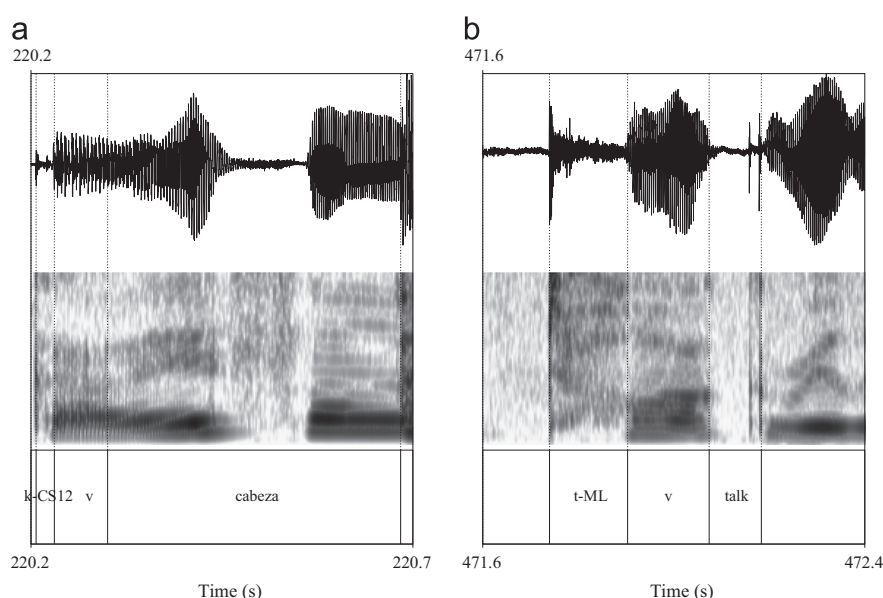 a
220.2
k-CS12 v cabeza
220.2 220.7
Time (s)
b
471.6
t-ML v talk
471.6 472.4
Time (s)